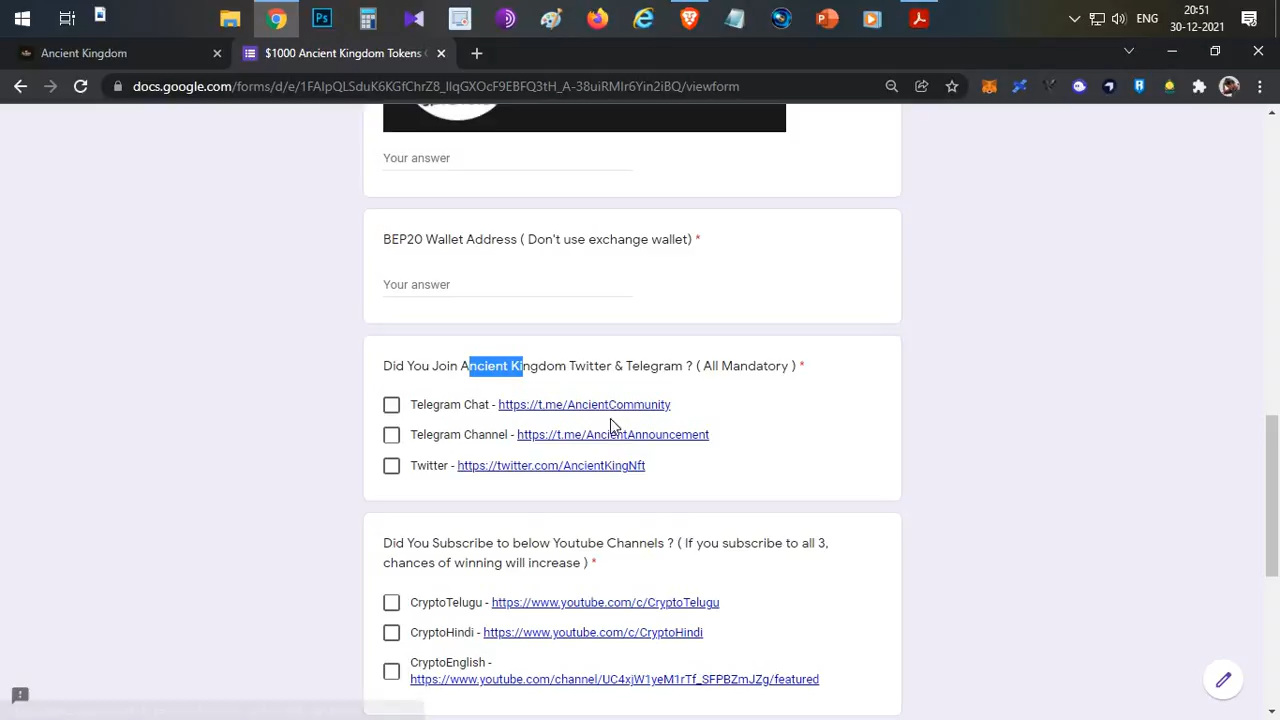 20:51
ENG
30-12-2021
Ancient Kingdom
$1000 Ancient Kingdom Tokens
docs.google.com/forms/d/e/1FAIpQLSduK6KGfChrZ8_lIqGXOcF9EBFQ3tH_A-38uiRMIr6Yin2iBQ/viewform
Your answer
BEP20 Wallet Address ( Don't use exchange wallet) *
Your answer
Did You Join Ancient Kingdom Twitter & Telegram ? ( All Mandatory ) *
Telegram Chat - https://t.me/AncientCommunity
Telegram Channel - https://t.me/AncientAnnouncement
Twitter - https://twitter.com/AncientKingNft
Did You Subscribe to below Youtube Channels ? ( If you subscribe to all 3,
chances of winning will increase ) *
CryptoTelugu - https://www.youtube.com/c/CryptoTelugu
CryptoHindi - https://www.youtube.com/c/CryptoHindi
CryptoEnglish -
https://www.youtube.com/channel/UC4xjW1yeM1rTf_SFPBZmJZg/featured